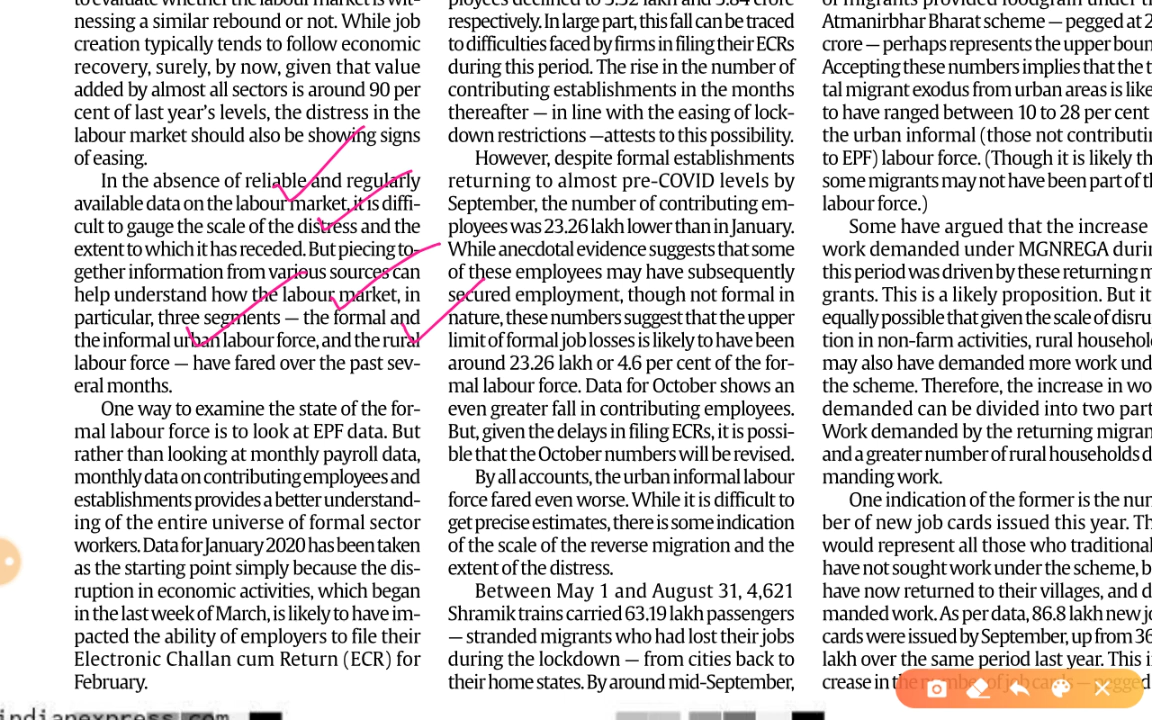 nessing a similar rebound or not. While job
creation typically tends to follow economic
recovery, surely, by now, given that value
added by almost all sectors is around 90 per
cent of last year's levels, the distress in the
labour market should also be showing signs
of easing.
In the absence of reliable and regularly
available data on the labour market, it is diffi-
cult to gauge the scale of the distress and the
extent to which it has receded. But piecing to-
gether information from various sources can
help understand how the labour market, in
particular, three segments — the formal and
the informal urban labour force, and the rural
labour force — have fared over the past sev-
eral months.
One way to examine the state of the for-
mal labour force is to look at EPF data. But
rather than looking at monthly payroll data,
monthly data on contributing employees and
establishments provides a better understand-
ing of the entire universe of formal sector
workers. Data for January 2020 has been taken
as the starting point simply because the dis-
ruption in economic activities, which began
in the last week of March, is likely to have im-
pacted the ability of employers to file their
Electronic Challan cum Return (ECR) for
February.
respectively. In large part, this fall can be traced
to difficulties faced by firms in filing their ECRs
during this period. The rise in the number of
contributing establishments in the months
thereafter — in line with the easing of lock-
down restrictions —attests to this possibility.
However, despite formal establishments
returning to almost pre-COVID levels by
September, the number of contributing em-
ployees was 23.26 lakh lower than in January.
While anecdotal evidence suggests that some
of these employees may have subsequently
secured employment, though not formal in
nature, these numbers suggest that the upper
limit of formal job losses is likely to have been
around 23.26 lakh or 4.6 per cent of the for-
mal labour force. Data for October shows an
even greater fall in contributing employees.
But, given the delays in filing ECRs, it is possi-
ble that the October numbers will be revised.
By all accounts, the urban informal labour
force fared even worse. While it is difficult to
get precise estimates, there is some indication
of the scale of the reverse migration and the
extent of the distress.
Between May 1 and August 31, 4,621
Shramik trains carried 63.19 lakh passengers
— stranded migrants who had lost their jobs
during the lockdown — from cities back to
their home states. By around mid-September,
Atmanirbhar Bharat scheme — pegged at 2
crore — perhaps represents the upper boun
Accepting these numbers implies that the t
tal migrant exodus from urban areas is like
to have ranged between 10 to 28 per cent
the urban informal (those not contributin
to EPF) labour force. (Though it is likely th
some migrants may not have been part of th
labour force.)
Some have argued that the increase
work demanded under MGNREGA durin
this period was driven by these returning m
grants. This is a likely proposition. But it
equally possible that given the scale of disru
tion in non-farm activities, rural househol
may also have demanded more work und
the scheme. Therefore, the increase in wo
demanded can be divided into two part
Work demanded by the returning migran
and a greater number of rural households d
manding work.
One indication of the former is the num
ber of new job cards issued this year. Th
would represent all those who traditional
have not sought work under the scheme, b
have now returned to their villages, and d
manded work. As per data, 86.8 lakh new jo
cards were issued by September, up from 36
lakh over the same period last year. This i
crease in the number of job cards — pegged
indianexpress.com